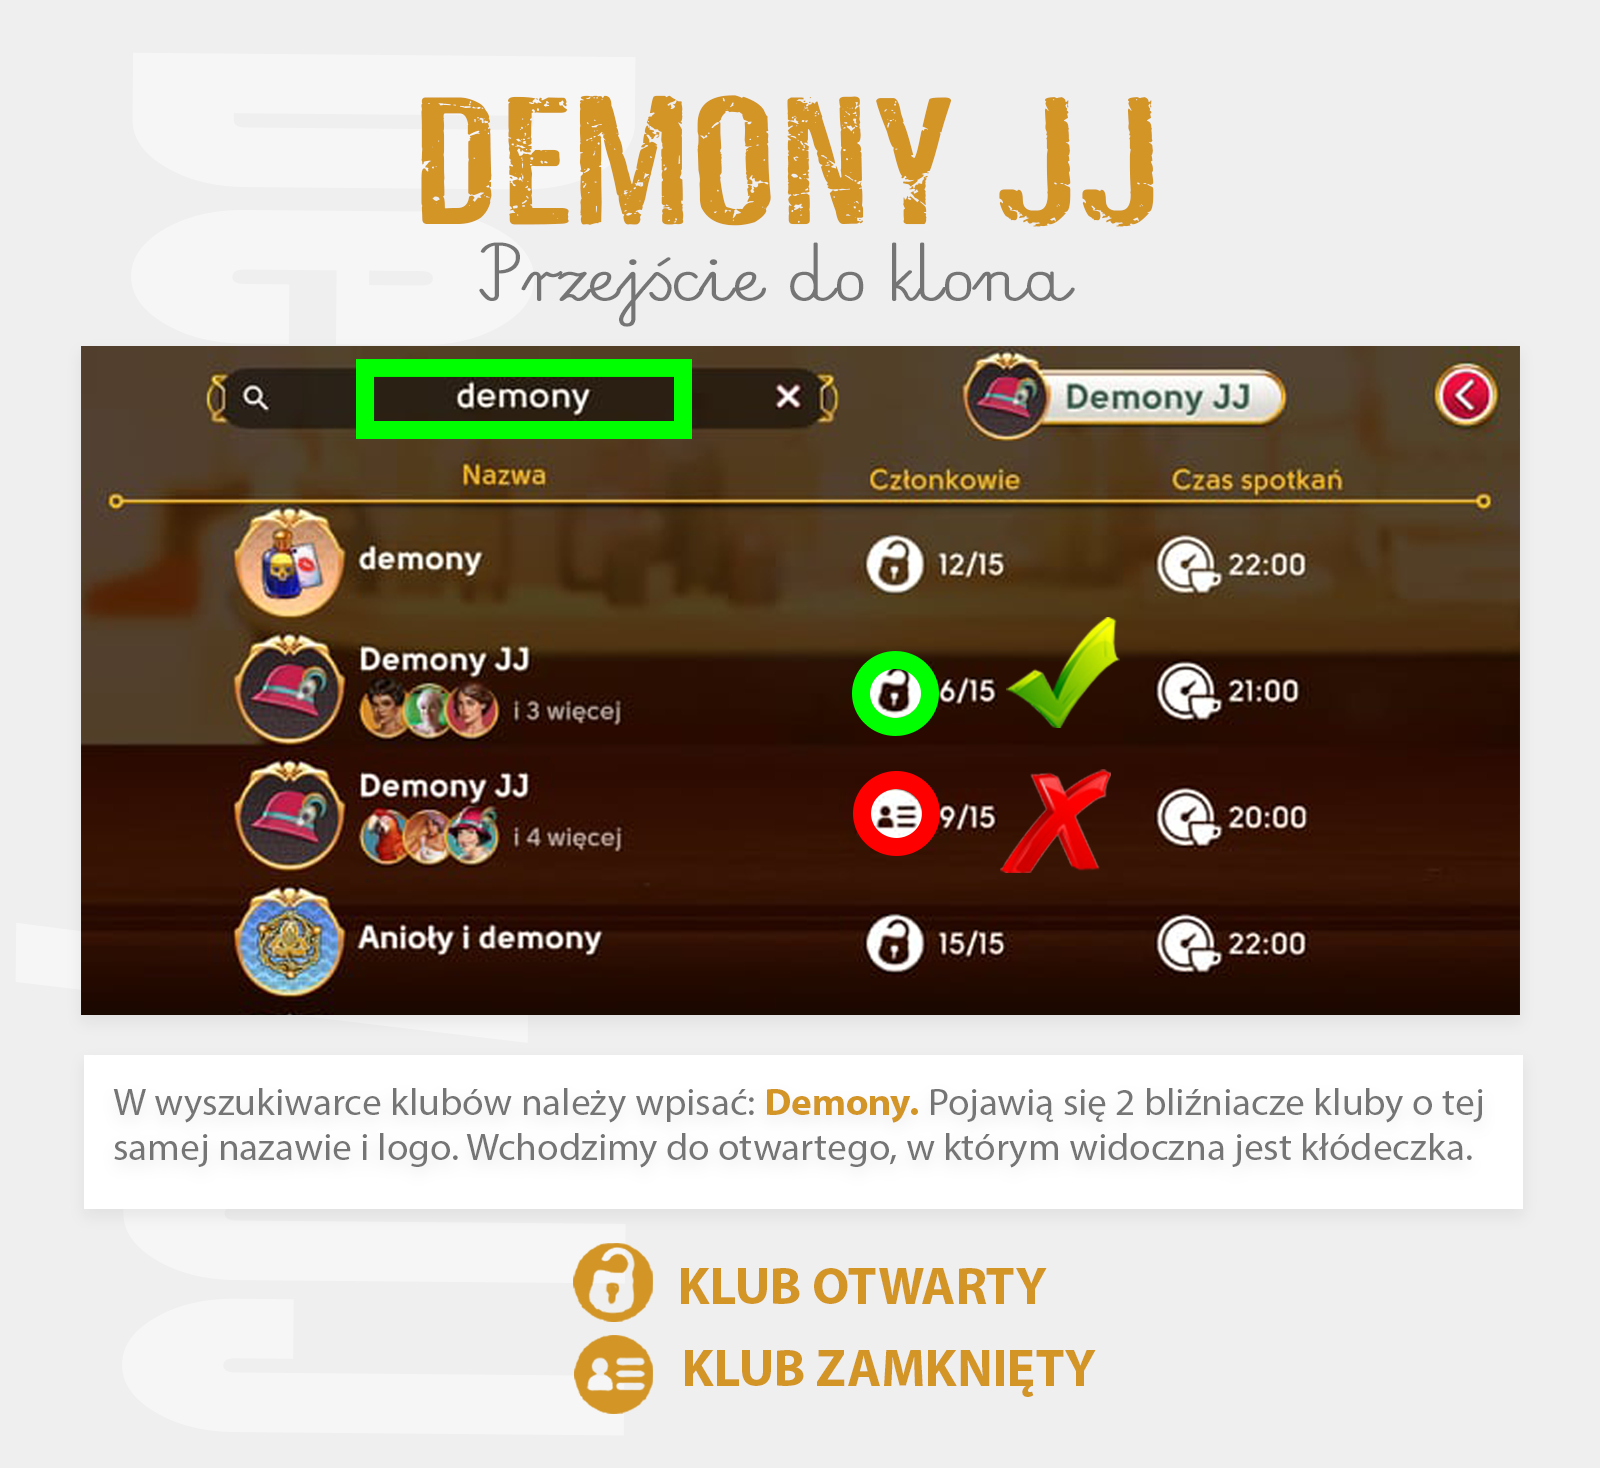 DEMONY JJ
Przejście do klona
demony
Demony JJ
Nazwa
Członkowie
Czas spotkań
demony
12/15
22:00
Demony JJ
i 3 więcej
6/15
21:00
Demony JJ
i 4 więcej
9/15
20:00
Anioły i demony
15/15
22:00
W wyszukiwarce klubów należy wpisać: Demony. Pojawią się 2 bliźniacze kluby o tej
samej nazawie i logo. Wchodzimy do otwartego, w którym widoczna jest kłódeczka.
KLUB OTWARTY
KLUB ZAMKNIĘTY